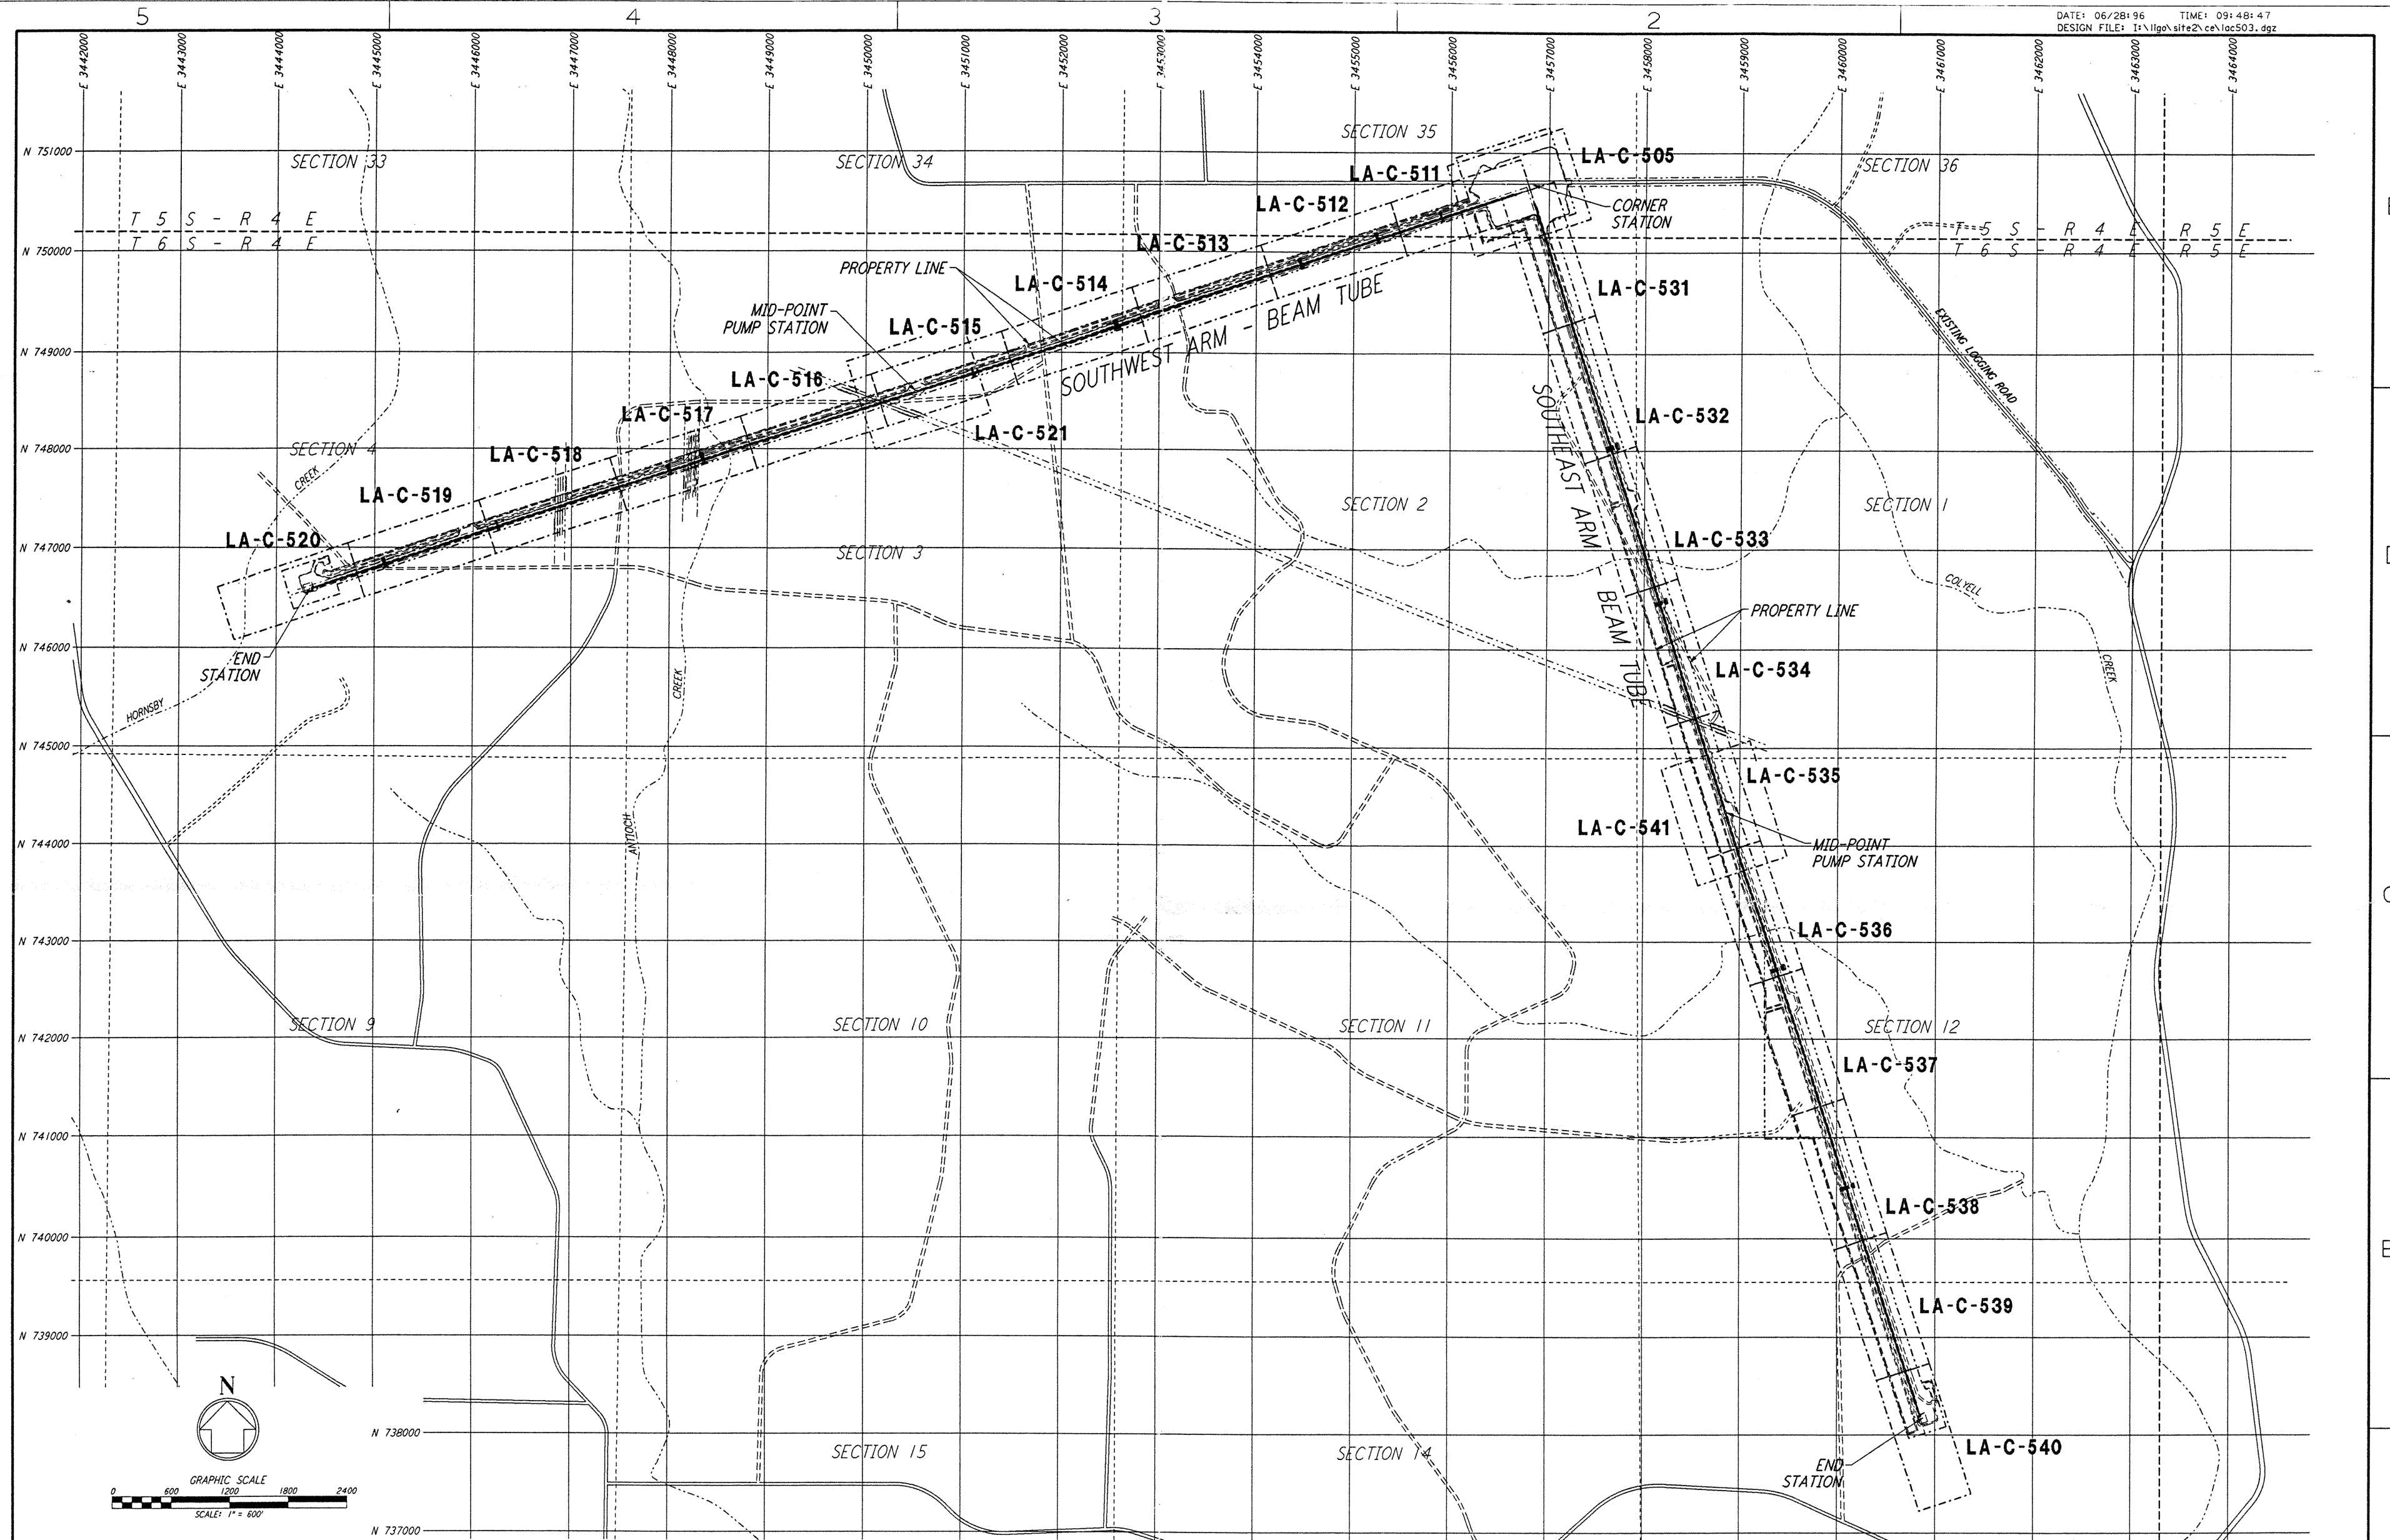 5 4 3 2
DATE: 06/28/96 TIME: 09:48:47
DESIGN FILE: I:\ligo\site2\ce\lac503.dgz
E 3442000
E 3443000
E 3444000
E 3445000
E 3446000
E 3447000
E 3448000
E 3449000
E 3450000
E 3451000
E 3452000
E 3453000
E 3454000
E 3455000
E 3456000
E 3457000
E 3458000
E 3459000
E 3460000
E 3461000
E 3462000
E 3463000
E 3464000
SECTION 35
N 751000
SECTION 33
SECTION 34
LA-C-505
SECTION 36
LA-C-511
LA-C-512
CORNER
STATION
T 5 S - R 4 E
T 6 S - R 4 E
T 5 S - R 4 E R 5 E
T 6 S - R 4 E R 5 E
N 750000
LA-C-513
PROPERTY LINE
LA-C-514
LA-C-531
MID-POINT
PUMP STATION
LA-C-515
SOUTHWEST ARM - BEAM TUBE
EXISTING LOGGING ROAD
N 749000
LA-C-516
LA-C-517
LA-C-532
LA-C-521
SOUTHEAST ARM - BEAM TUBE
N 748000
SECTION 4
LA-C-518
CREEK
LA-C-519
SECTION 2
SECTION 1
LA-C-520
LA-C-533
N 747000
SECTION 3
COLYELL
PROPERTY LINE
N 746000
END
STATION
CREEK
CREEK
LA-C-534
HORNSBY
N 745000
LA-C-535
LA-C-541
ANTIOCH
N 744000
MID-POINT
PUMP STATION
N 743000
LA-C-536
SECTION 9
SECTION 10
SECTION 11
SECTION 12
N 742000
LA-C-537
N 741000
LA-C-538
N 740000
LA-C-539
N 739000
N
N 738000
SECTION 15
SECTION 14
LA-C-540
END
STATION
GRAPHIC SCALE
0 600 1200 1800 2400
SCALE: 1" = 600'
N 737000